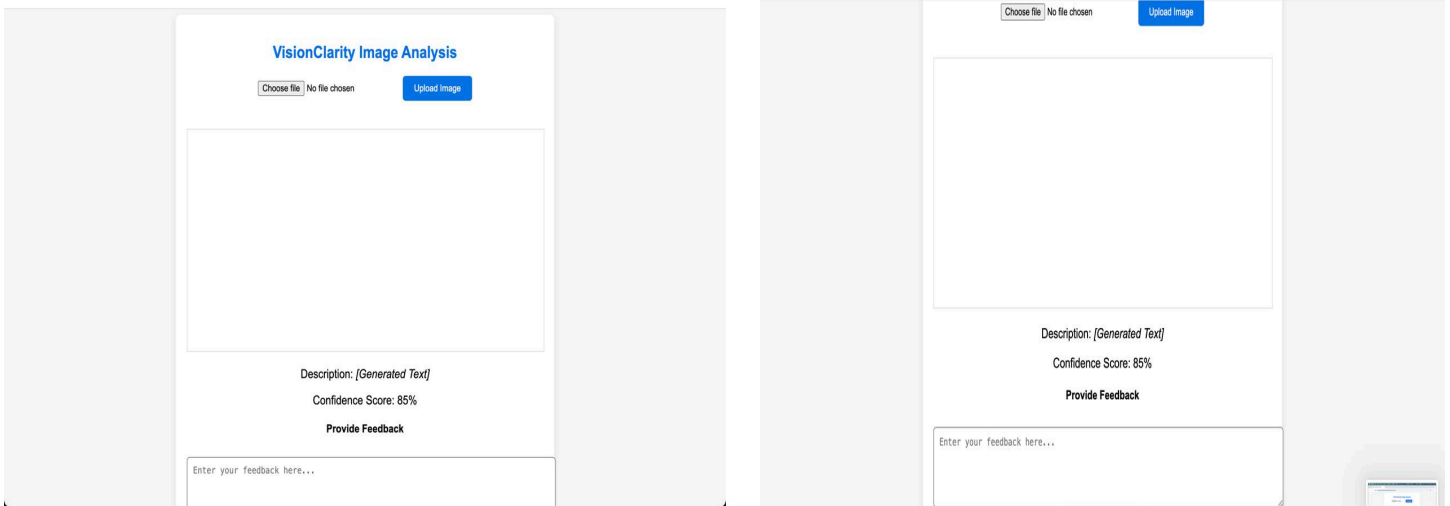 VisionClarity Image Analysis
Choose file No file chosen Upload Image
Description: [Generated Text]
Confidence Score: 85%
Provide Feedback
Enter your feedback here...
Choose file No file chosen Upload Image
Description: [Generated Text]
Confidence Score: 85%
Provide Feedback
Enter your feedback here...